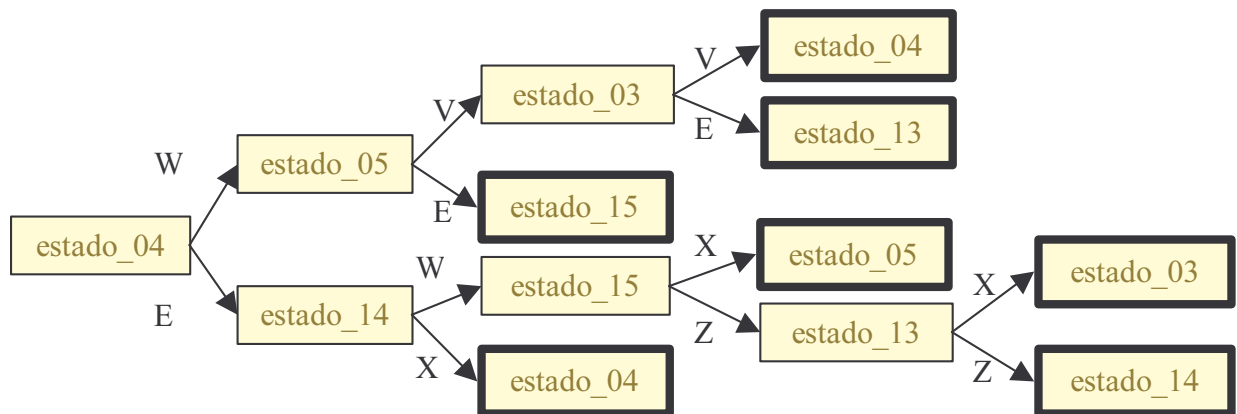 estado_04
V
estado_03
V
E
estado_13
W
estado_05
E
estado_15
estado_04
X
estado_05
W
estado_15
X
estado_03
E
estado_14
Z
estado_13
X
estado_04
Z
estado_14